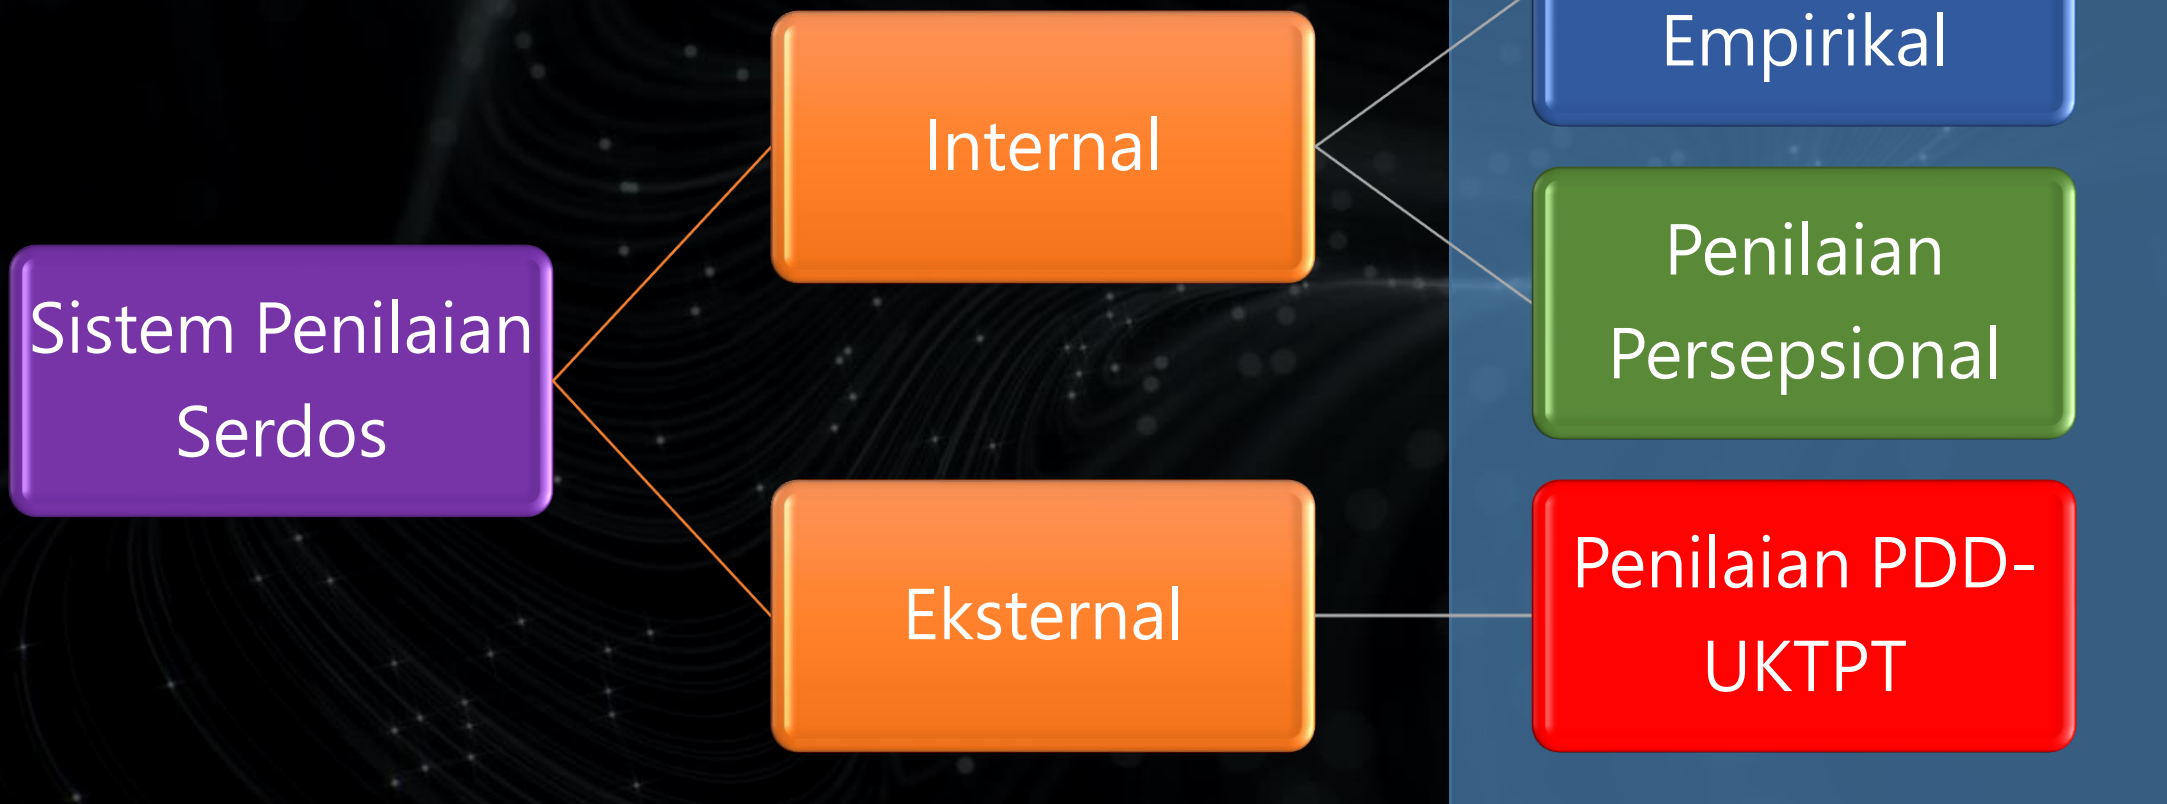 Sistem Penilaian
Serdos
Internal
Eksternal
Empirikal
Penilaian
Persepsional
Penilaian PDD-
UKTPT